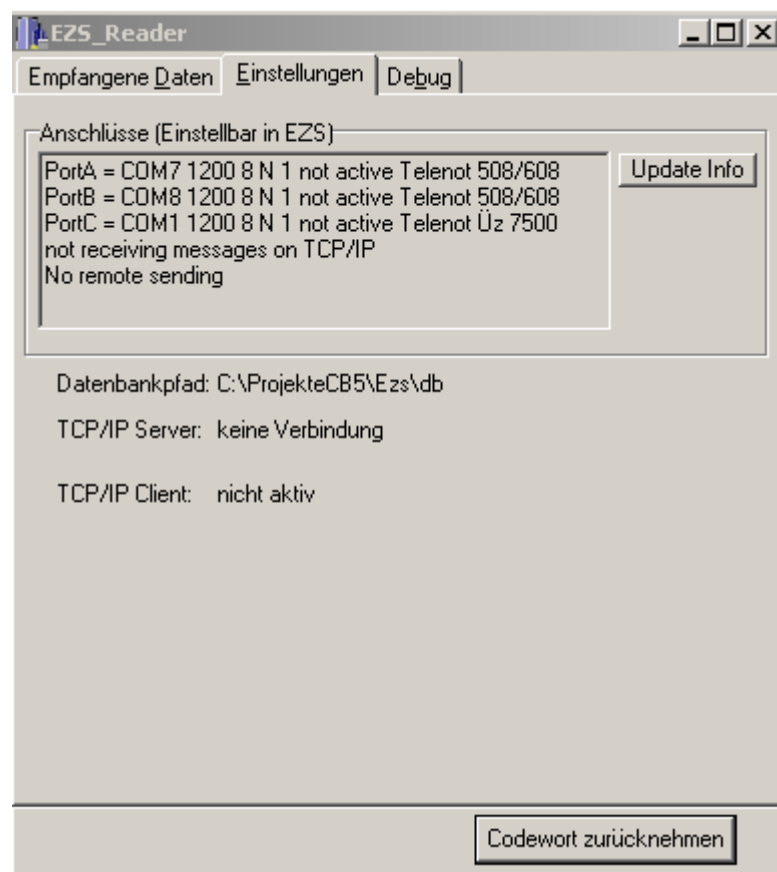 EZS_Reader
Empfangene Daten Einstellungen Debug
Anschlüsse (Einstellbar in EZS)
PortA = COM7 1200 8 N 1 not active Telenot 508/608
PortB = COM8 1200 8 N 1 not active Telenot 508/608
PortC = COM1 1200 8 N 1 not active Telenot Üz 7500
not receiving messages on TCP/IP
No remote sending
Update Info
Datenbankpfad: C:\ProjekteCB5\Ezs\db
TCP/IP Server: keine Verbindung
TCP/IP Client: nicht aktiv
Codewort zurücknehmen